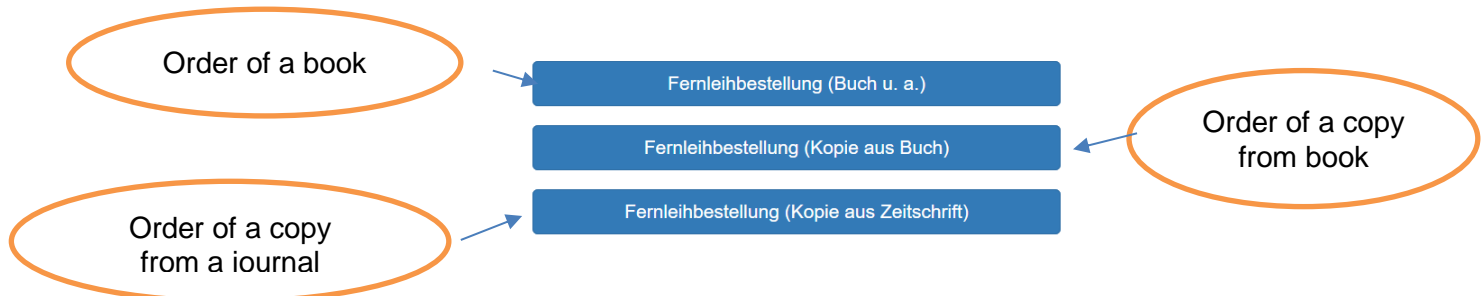 Order of a book
Fernleihbestellung (Buch u. a.)
Fernleihbestellung (Kopie aus Buch)
Order of a copy
from book
Fernleihbestellung (Kopie aus Zeitschrift)
Order of a copy
from a journal